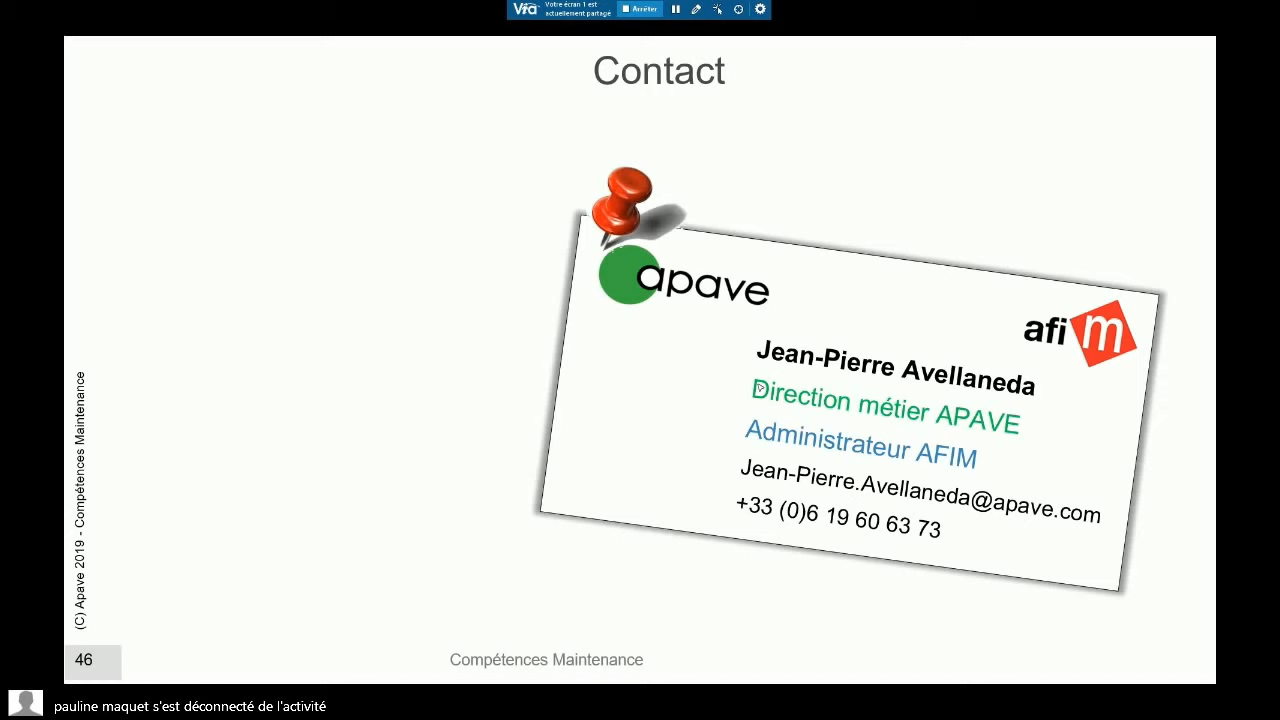 Via
Votre écran 1 est
actuellement partagé
Arrêter
Contact
apave
afim
Jean-Pierre Avellaneda
Direction métier APAVE
Administrateur AFIM
Jean-Pierre.Avellaneda@apave.com
+33 (0)6 19 60 63 73
(C) Apave 2019 - Compétences Maintenance
46
Compétences Maintenance
pauline maquet s'est déconnecté de l'activité